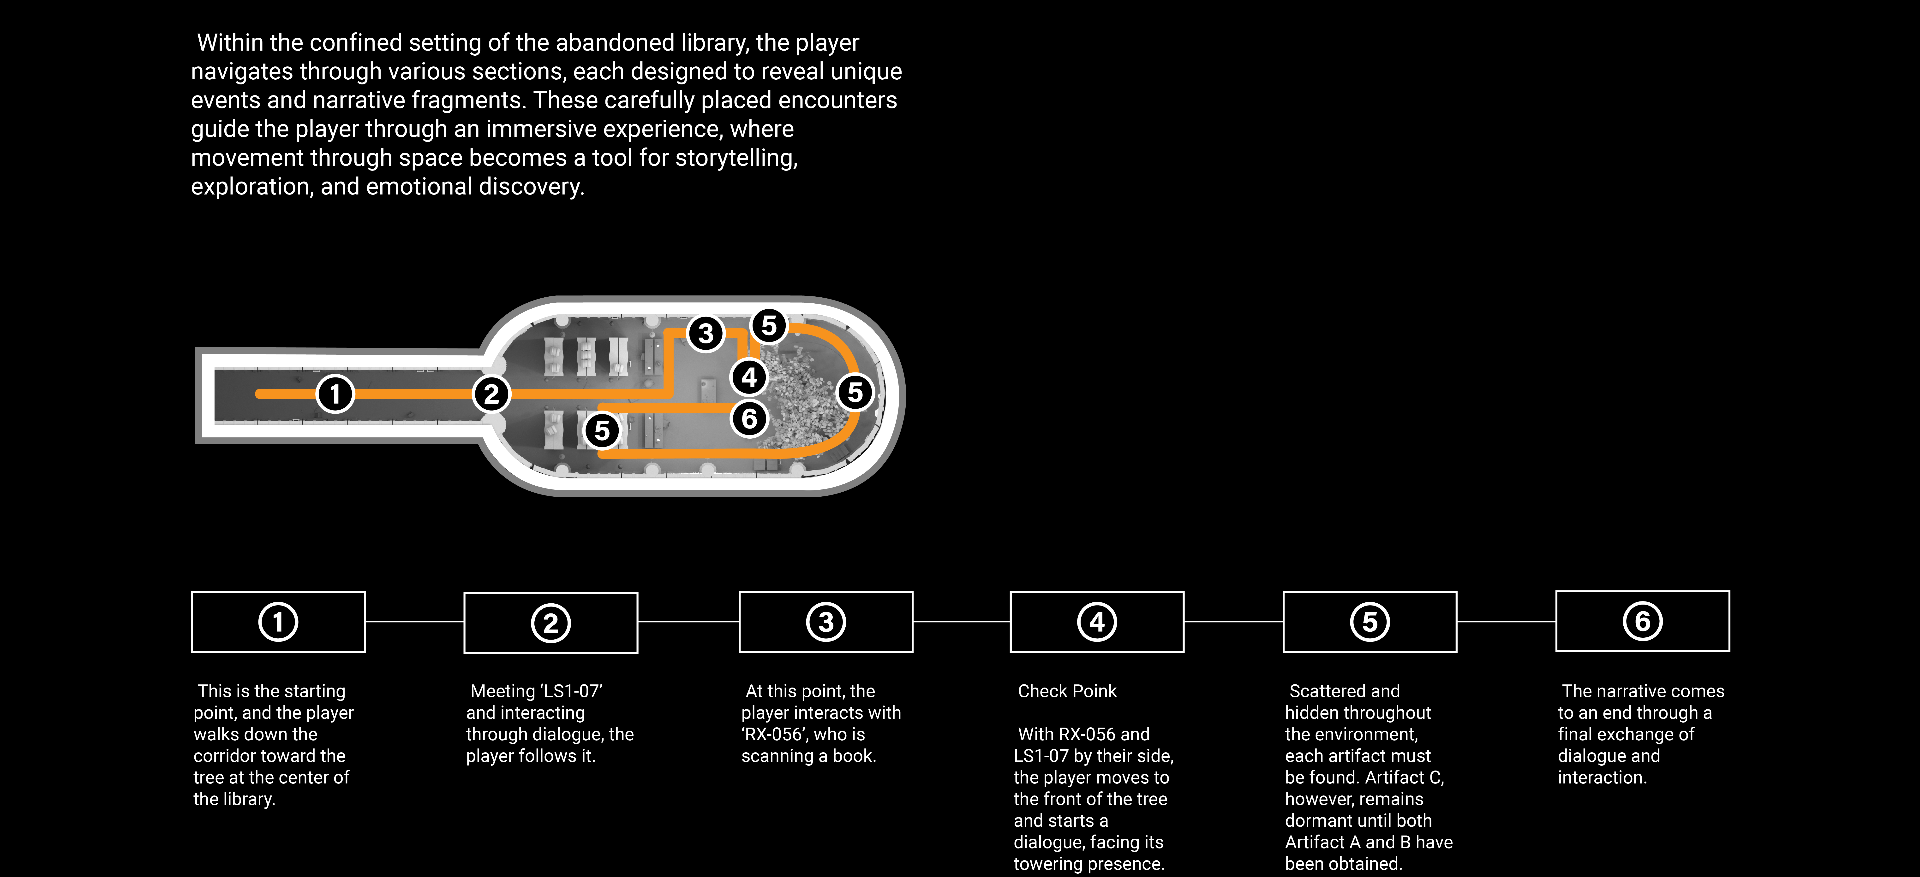 Within the confined setting of the abandoned library, the player
navigates through various sections, each designed to reveal unique
events and narrative fragments. These carefully placed encounters
guide the player through an immersive experience, where
movement through space becomes a tool for storytelling,
exploration, and emotional discovery.
1
2
3
4
5
5
5
6
1
This is the starting
point, and the player
walks down the
corridor toward the
tree at the center of
the library.
2
Meeting ‘LS1-07’
and interacting
through dialogue, the
player follows it.
3
At this point, the
player interacts with
‘RX-056’, who is
scanning a book.
4
Check Poink
With RX-056 and
LS1-07 by their side,
the player moves to
the front of the tree
and starts a
dialogue, facing its
towering presence.
5
Scattered and
hidden throughout
the environment,
each artifact must
be found. Artifact C,
however, remains
dormant until both
Artifact A and B have
been obtained.
6
The narrative comes
to an end through a
final exchange of
dialogue and
interaction.